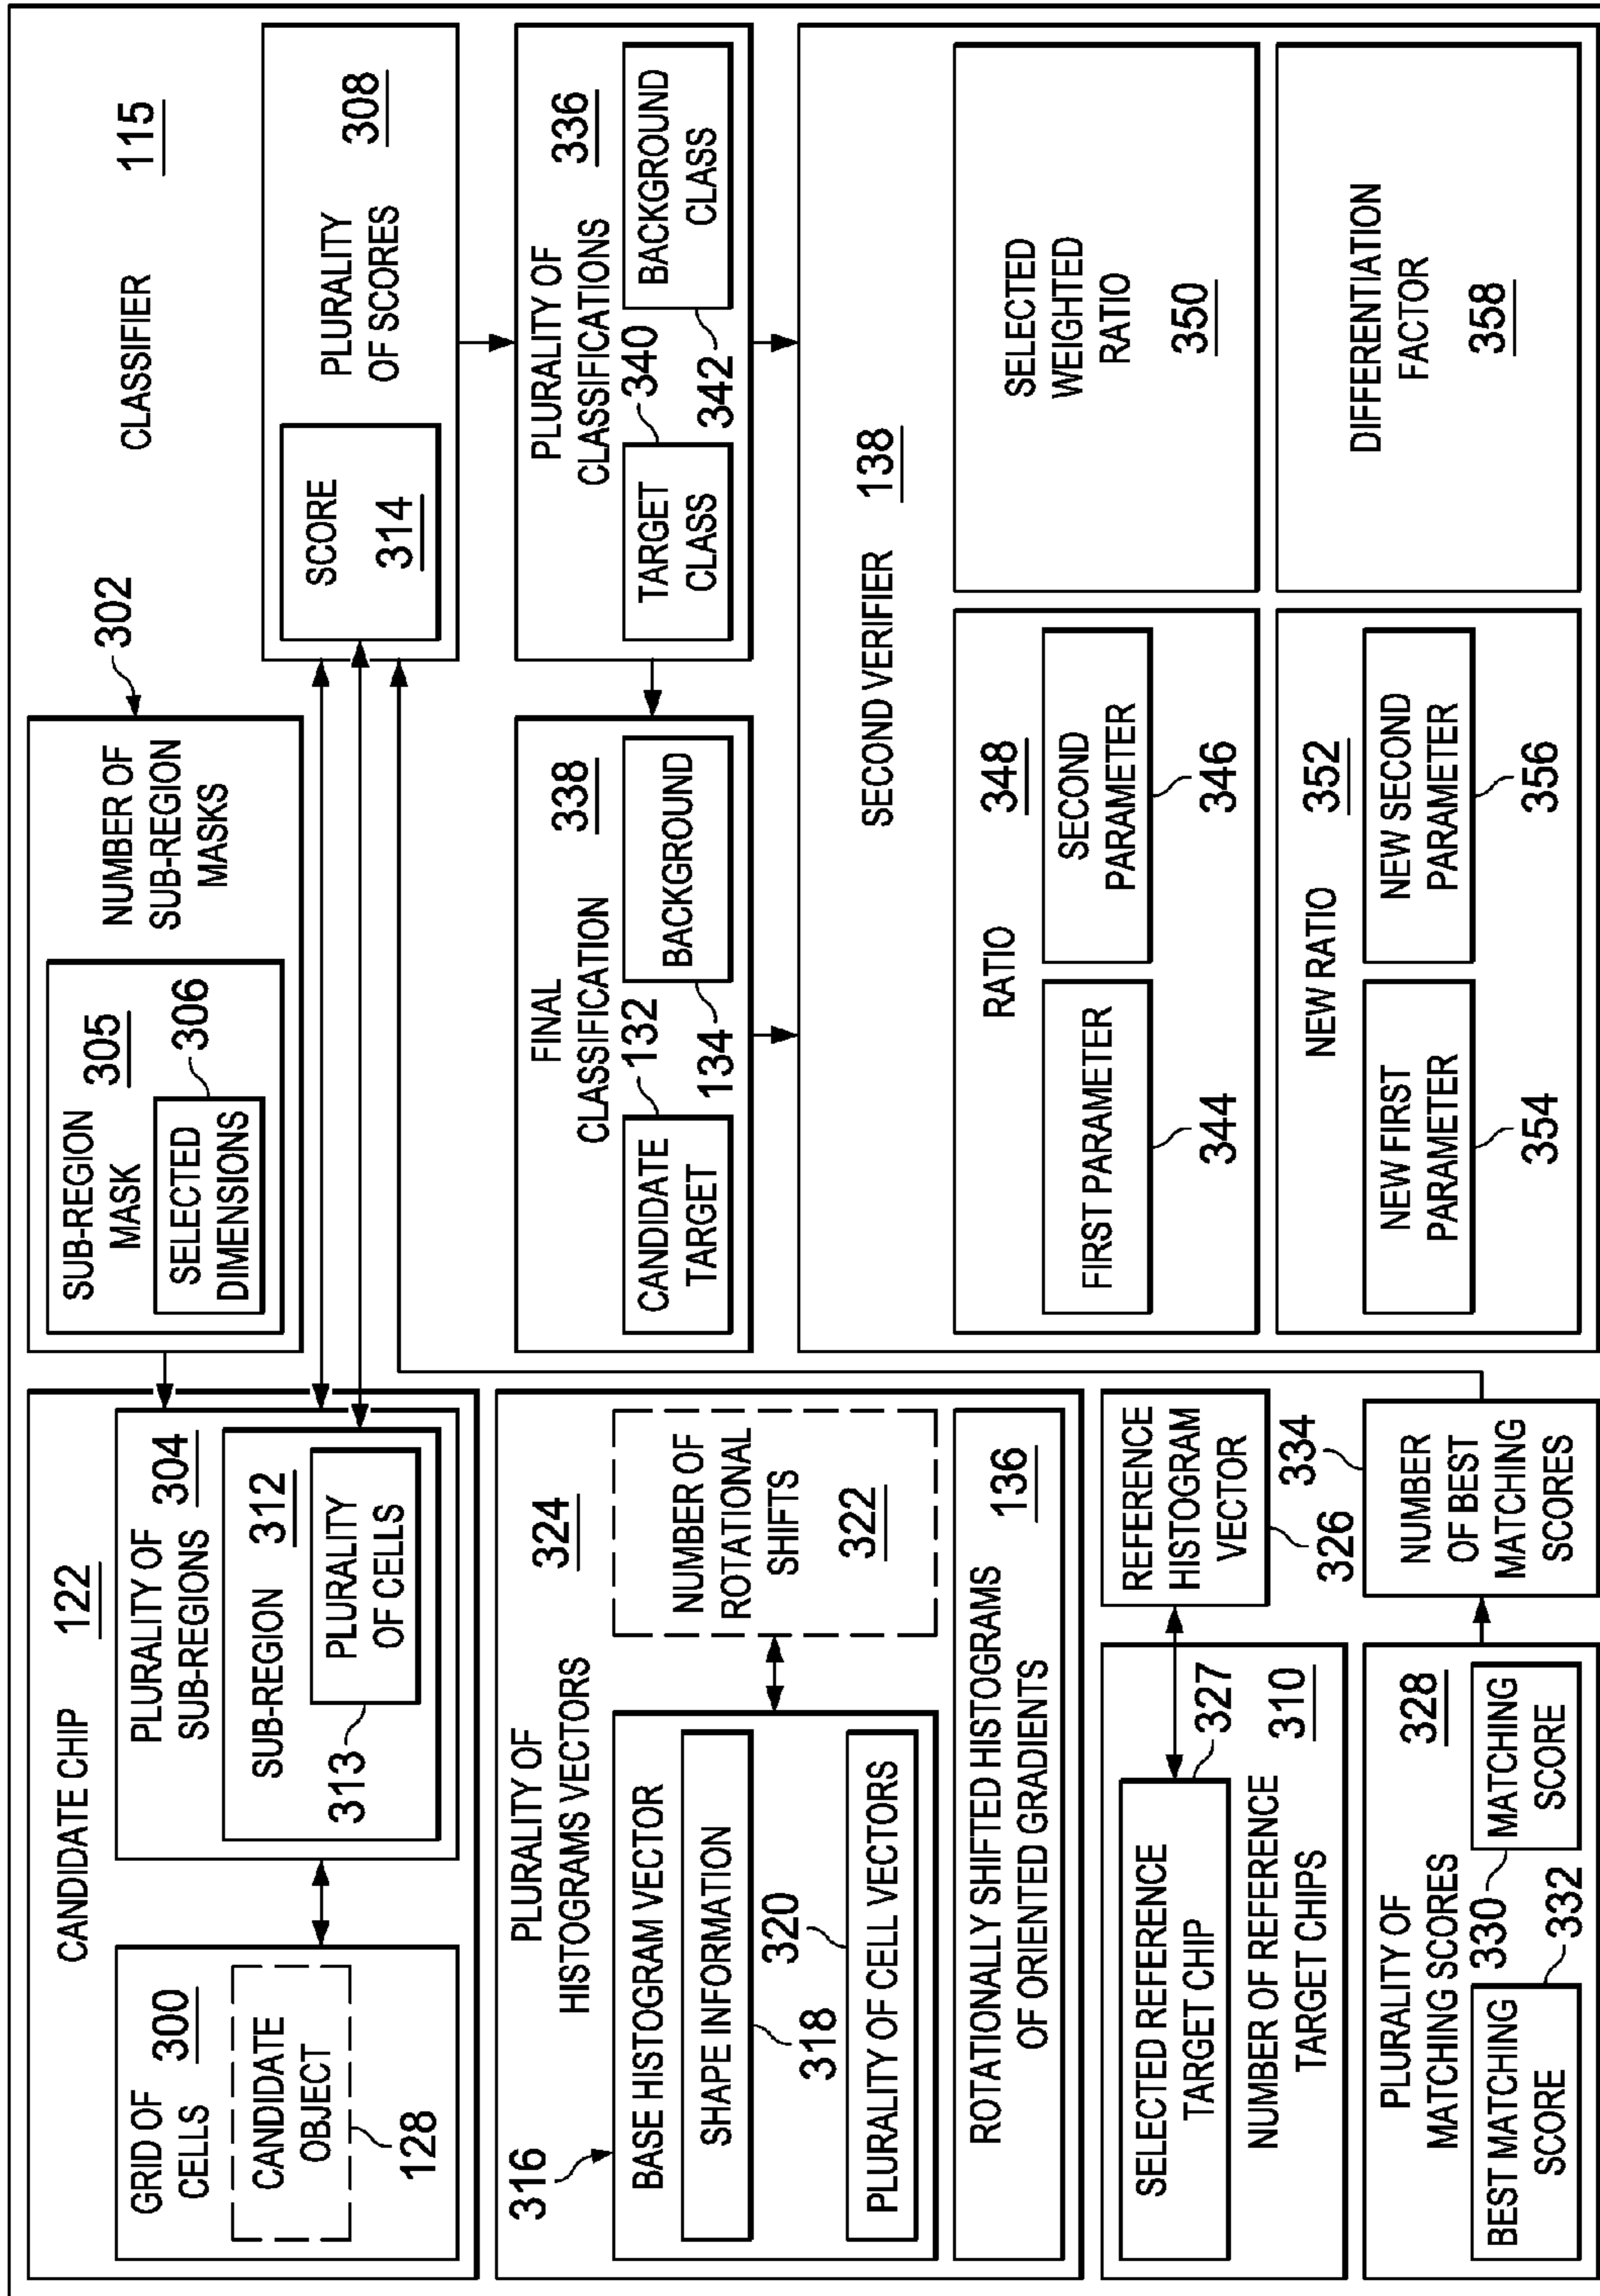 CLASSIFIER
115
CANDIDATE CHIP
122
GRID OF
CELLS
300
CANDIDATE
OBJECT
128
PLURALITY OF
SUB-REGIONS
304
SUB-REGION
312
PLURALITY
OF CELLS
313
302
NUMBER OF
SUB-REGION
MASKS
SUB-REGION
MASK
305
SELECTED
DIMENSIONS
306
PLURALITY
OF SCORES
308
SCORE
314
PLURALITY OF
HISTOGRAMS VECTORS
324
316
BASE HISTOGRAM VECTOR
SHAPE INFORMATION
318
320
PLURALITY OF CELL VECTORS
NUMBER OF
ROTATIONAL
SHIFTS
322
ROTATIONALLY SHIFTED HISTOGRAMS
OF ORIENTED GRADIENTS
136
FINAL
CLASSIFICATION
338
132
CANDIDATE
TARGET
BACKGROUND
134
PLURALITY OF
CLASSIFICATIONS
336
340
TARGET
CLASS
BACKGROUND
CLASS
342
SELECTED REFERENCE
TARGET CHIP
327
NUMBER OF REFERENCE
TARGET CHIPS
310
REFERENCE
HISTOGRAM
VECTOR
326
PLURALITY OF
MATCHING SCORES
328
BEST MATCHING
SCORE
332
330
MATCHING
SCORE
334
NUMBER
OF BEST
MATCHING
SCORES
SECOND VERIFIER
138
RATIO
348
FIRST PARAMETER
344
SECOND
PARAMETER
346
SELECTED
WEIGHTED
RATIO
350
NEW RATIO
352
NEW FIRST
PARAMETER
354
NEW SECOND
PARAMETER
356
DIFFERENTIATION
FACTOR
358